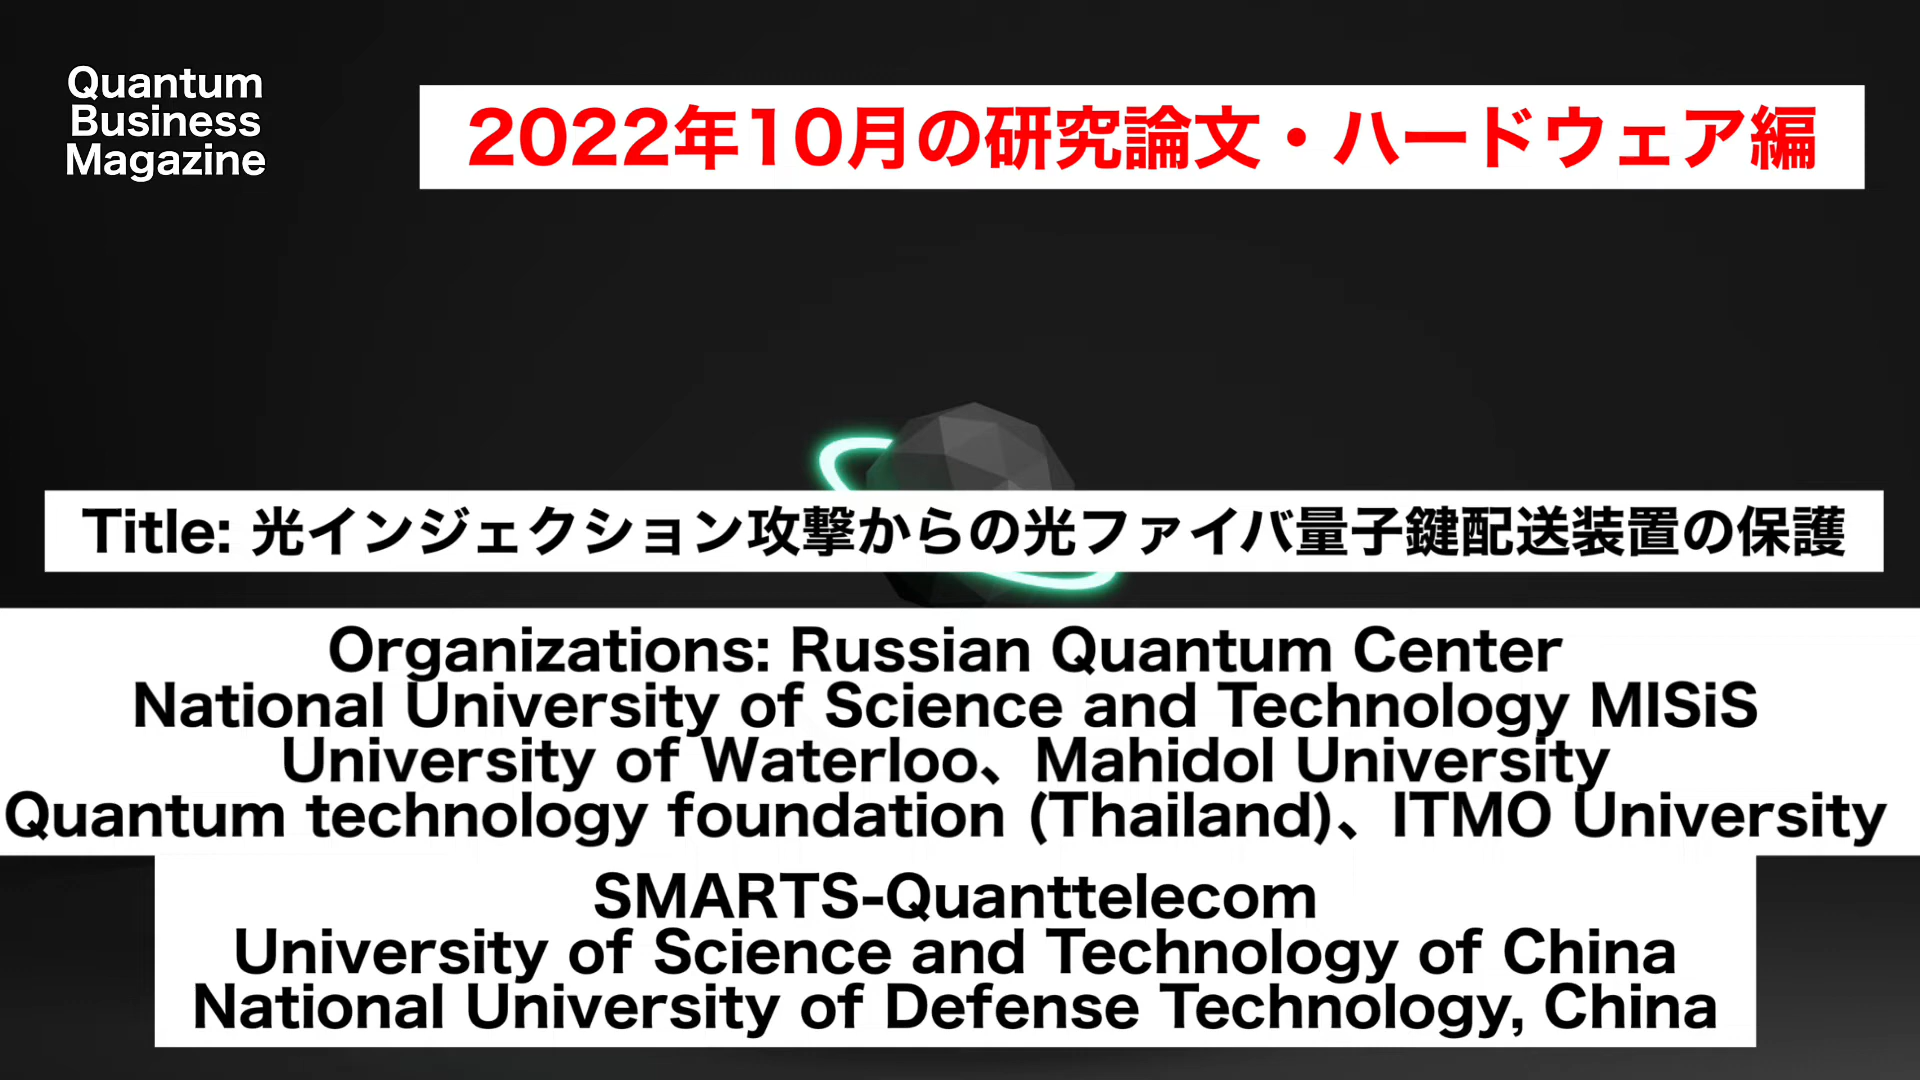 Quantum
Business
Magazine
2022年10月の研究論文・ハードウェア編
Title: 光インジェクション攻撃からの光ファイバ量子鍵配送装置の保護
Organizations: Russian Quantum Center
National University of Science and Technology MISiS
University of Waterloo、Mahidol University
Quantum technology foundation (Thailand)、ITMO University
SMARTS-Quanttelecom
University of Science and Technology of China
National University of Defense Technology, China